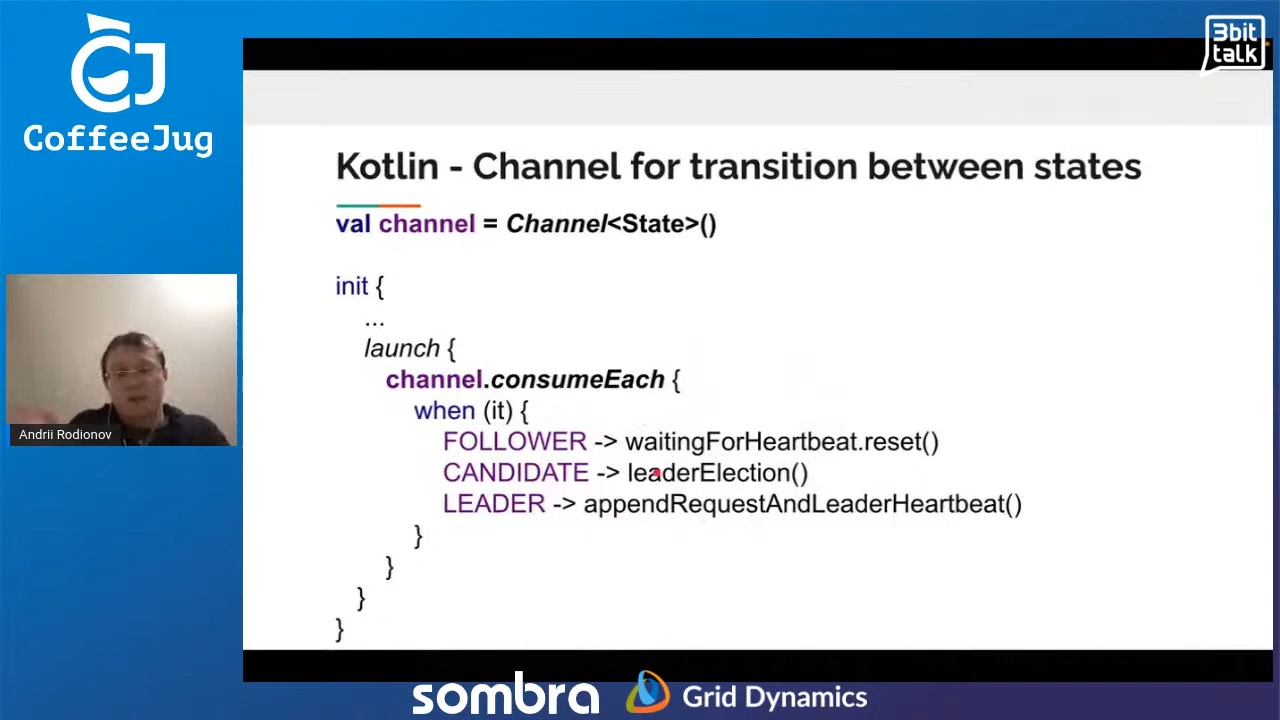 CoffeeJug
3bit
talk
Kotlin - Channel for transition between states
val channel = Channel<State>()
init {
...
launch {
channel.consumeEach {
when (it) {
FOLLOWER -> waitingForHeartbeat.reset()
CANDIDATE -> leaderElection()
LEADER -> appendRequestAndLeaderHeartbeat()
}
}
}
}
Andrii Rodionov
sombra
Grid Dynamics